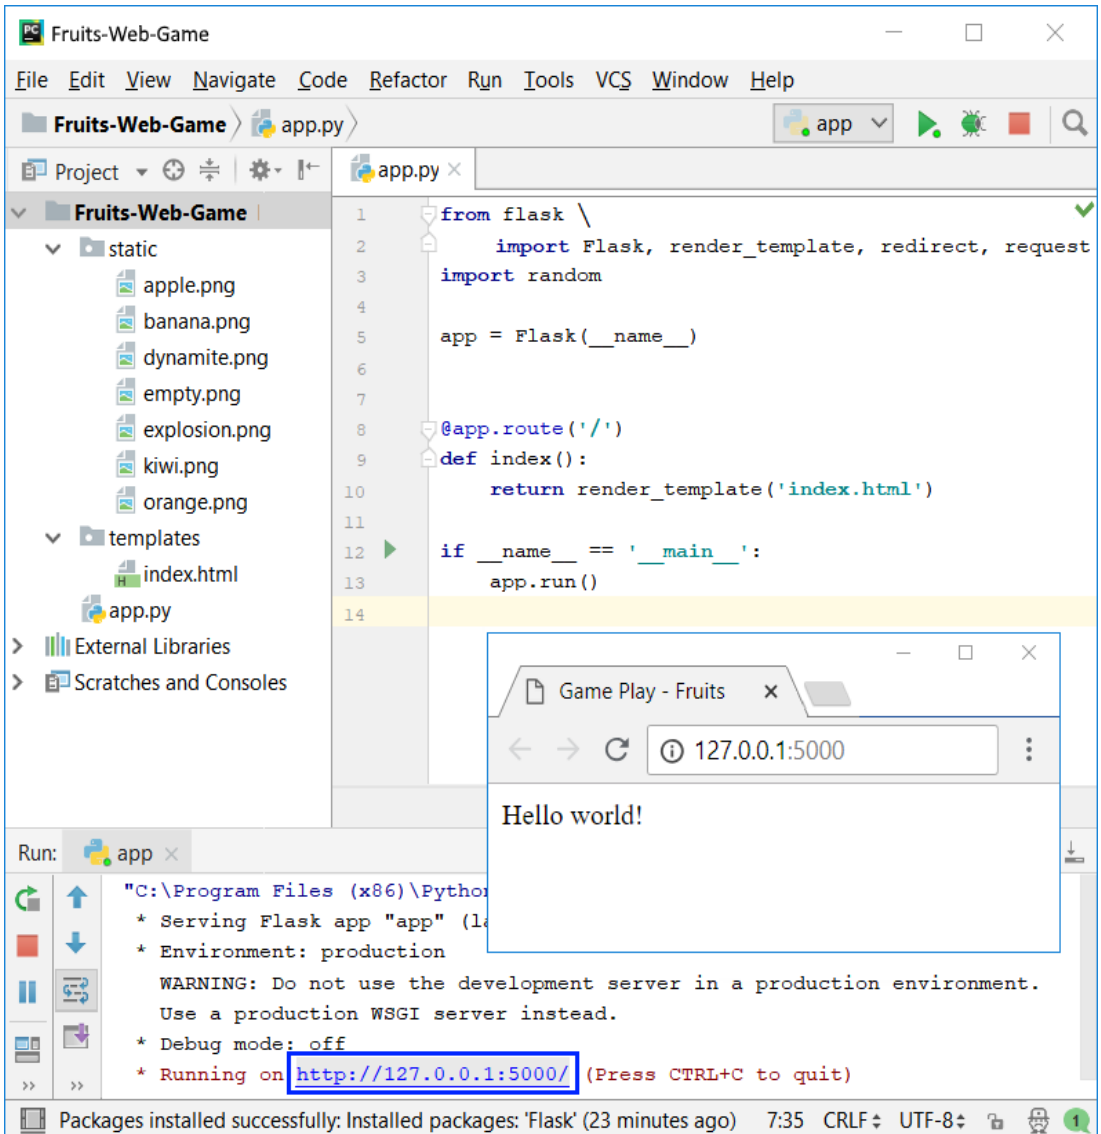 Fruits-Web-Game
File Edit View Navigate Code Refactor Run Tools VCS Window Help
Fruits-Web-Game app.py app
Project app.py
Fruits-Web-Game
static
apple.png
banana.png
dynamite.png
empty.png
explosion.png
kiwi.png
orange.png
templates
index.html
app.py
External Libraries
Scratches and Consoles
1 from flask \
2 import Flask, render_template, redirect, request
3 import random
4
5 app = Flask(__name__)
6
7
8 @app.route('/')
9 def index():
10 return render_template('index.html')
11
12 if __name__ == '__main__':
13 app.run()
14
Game Play - Fruits
127.0.0.1:5000
Hello world!
Run: app
"C:\Program Files (x86)\Pytho
* Serving Flask app "app" (la
* Environment: production
WARNING: Do not use the development server in a production environment.
Use a production WSGI server instead.
* Debug mode: off
* Running on http://127.0.0.1:5000/ (Press CTRL+C to quit)
Packages installed successfully: Installed packages: 'Flask' (23 minutes ago) 7:35 CRLF UTF-8 1